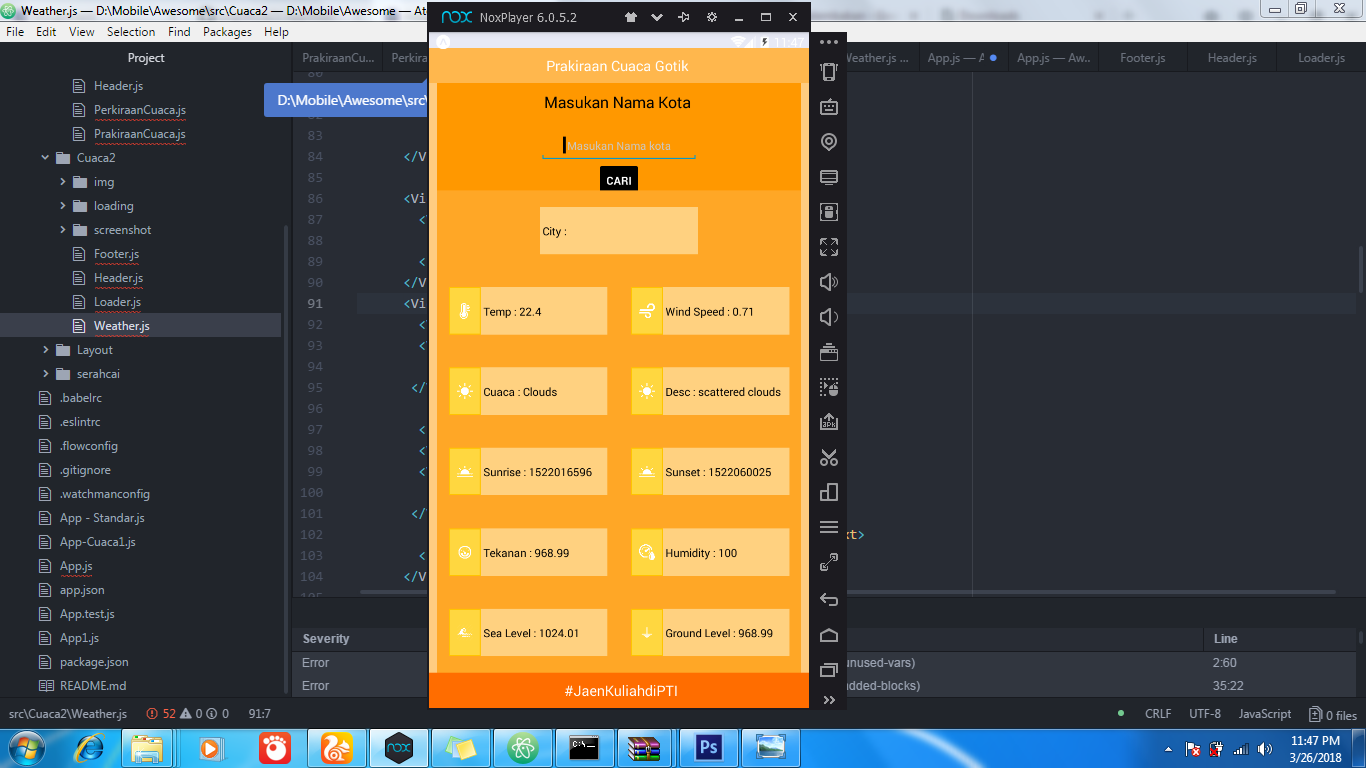 Weather.js — D:\Mobile\Awesome\src\Cuaca2 — D:\Mobile\Awesome — At
File Edit View Selection Find Packages Help
Project
Header.js
PerkiraanCuaca.js
PrakiraanCuaca.js
Cuaca2
img
loading
screenshot
Footer.js
Header.js
Loader.js
Weather.js
Layout
serahcai
.babelrc
.eslintrc
.flowconfig
.gitignore
.watchmanconfig
App - Standar.js
App-Cuaca1.js
App.js
app.json
App.test.js
App1.js
package.json
README.md
PrakiraanCu...
Perkira
Weather.js ...
App.js — A
App.js — Aw..
Footer.js
Header.js
Loader.js
D:\Mobile\Awesome\src\
83
84 </V
85
86 <Vi
87 <
88
89 <
90 </V
91 <Vi
92 <
93 <
94
95 </
96
97 <
98 <
99 <
100
101 </
102 xt>
103 <
104 </V
NOX NoxPlayer 6.0.5.2
11:47
Prakiraan Cuaca Gotik
Masukan Nama Kota
Masukan Nama kota
CARI
City :
Temp : 22.4
Wind Speed : 0.71
Cuaca : Clouds
Desc : scattered clouds
Sunrise : 1522016596
Sunset : 1522060025
Tekanan : 968.99
Humidity : 100
Sea Level : 1024.01
Ground Level : 968.99
#JaenKuliahdiPTI
Severity Line
Error unused-vars) 2:60
Error dded-blocks) 35:22
src\Cuaca2\Weather.js 52 0 0 91:7
CRLF UTF-8 JavaScript 0 files
nox
C:\
Ps
11:47 PM
3/26/2018